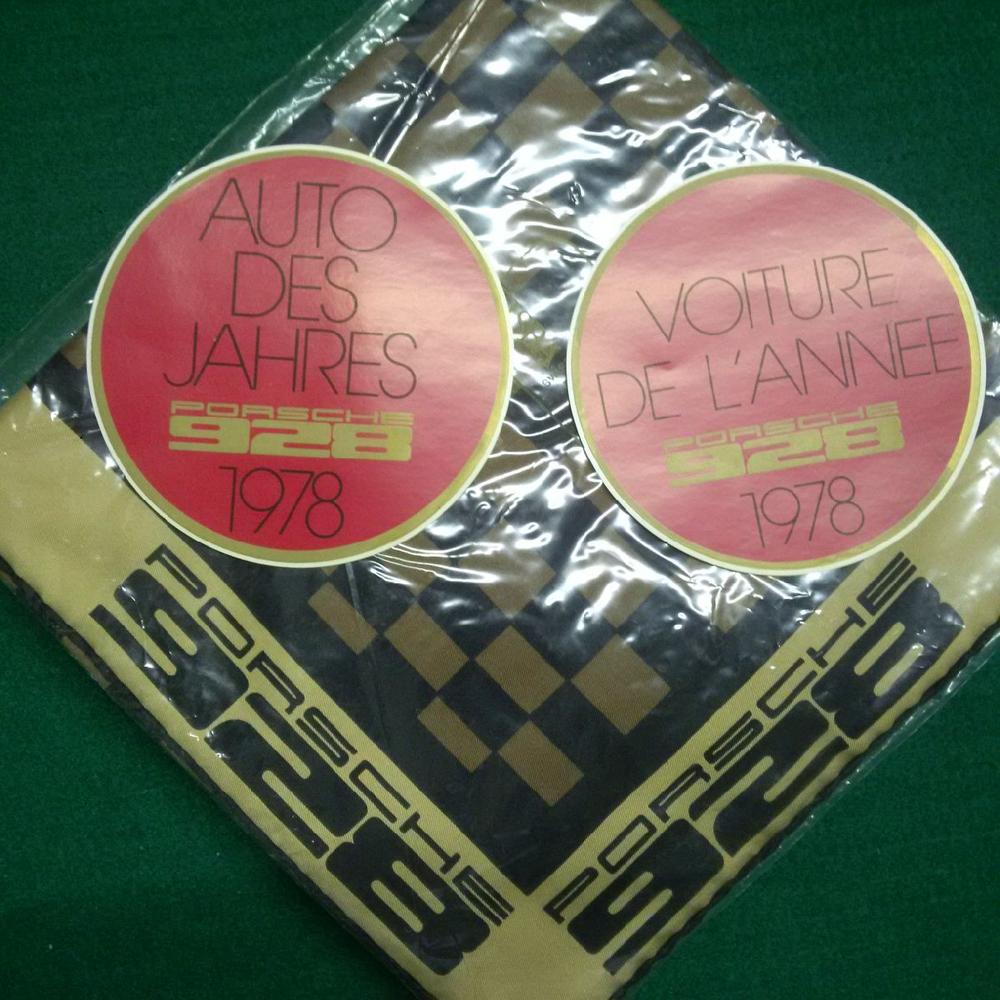 AUTO
DES
JAHRES
PORSCHE
928
1978
VOITURE
DE L'ANNEE
PORSCHE
928
1978
PORSCHE
928
PORSCHE
928